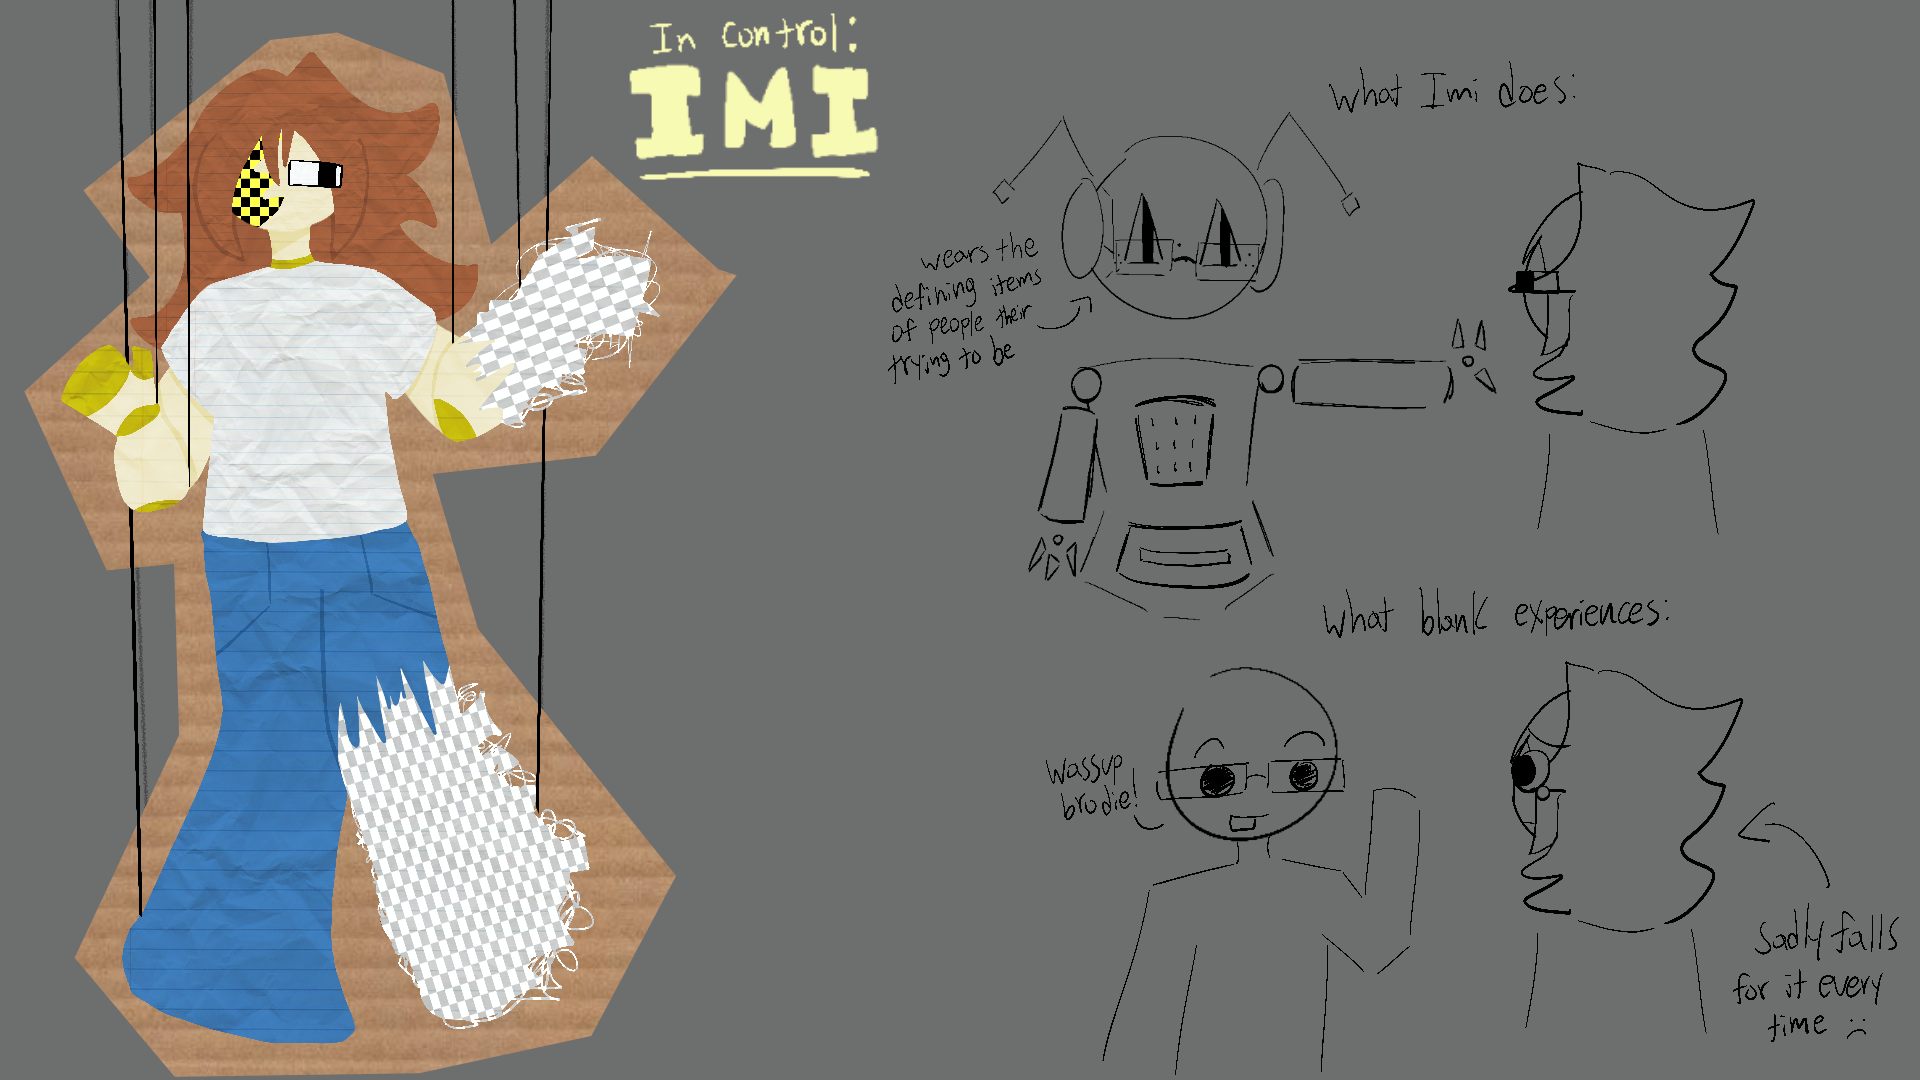 In control:
IMI
What Imi does:
wears the
defining items
of people their
trying to be
What blank experiences:
Wassup
brodie!
Sadly falls
for it every
time :(